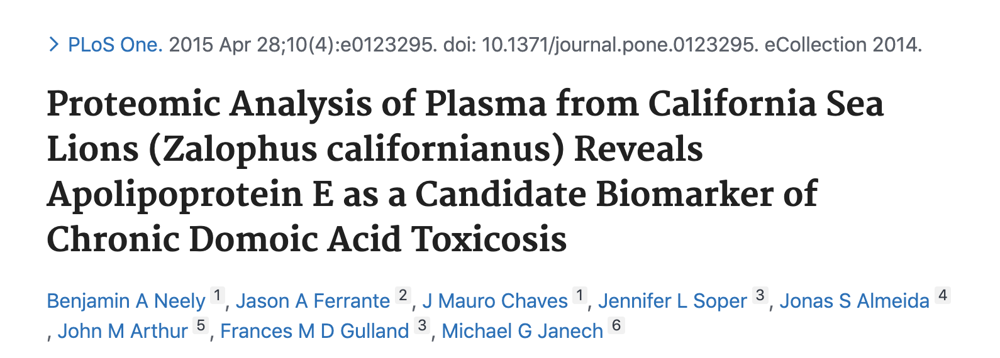 > PLoS One. 2015 Apr 28;10(4):e0123295. doi: 10.1371/journal.pone.0123295. eCollection 2014.
Proteomic Analysis of Plasma from California Sea
Lions (Zalophus californianus) Reveals
Apolipoprotein E as a Candidate Biomarker of
Chronic Domoic Acid Toxicosis
Benjamin A Neely 1, Jason A Ferrante 2, J Mauro Chaves 1, Jennifer L Soper 3, Jonas S Almeida 4
, John M Arthur 5, Frances M D Gulland 3, Michael G Janech 6